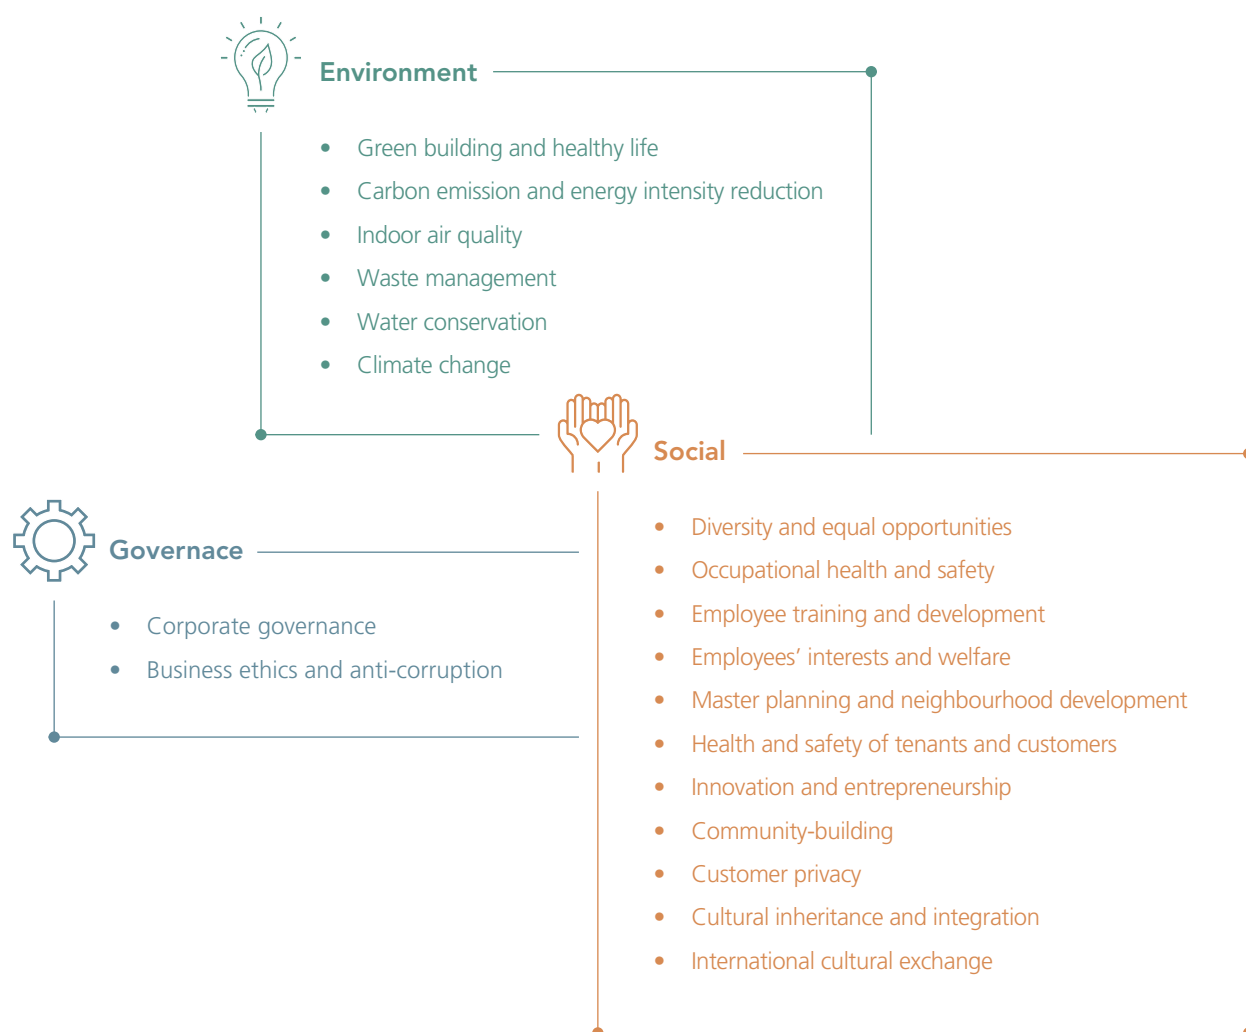 Environment
• Green building and healthy life
• Carbon emission and energy intensity reduction
• Indoor air quality
• Waste management
• Water conservation
• Climate change
Social
• Diversity and equal opportunities
• Occupational health and safety
• Employee training and development
• Employees’ interests and welfare
• Master planning and neighbourhood development
• Health and safety of tenants and customers
• Innovation and entrepreneurship
• Community-building
• Customer privacy
• Cultural inheritance and integration
• International cultural exchange
Governace
• Corporate governance
• Business ethics and anti-corruption